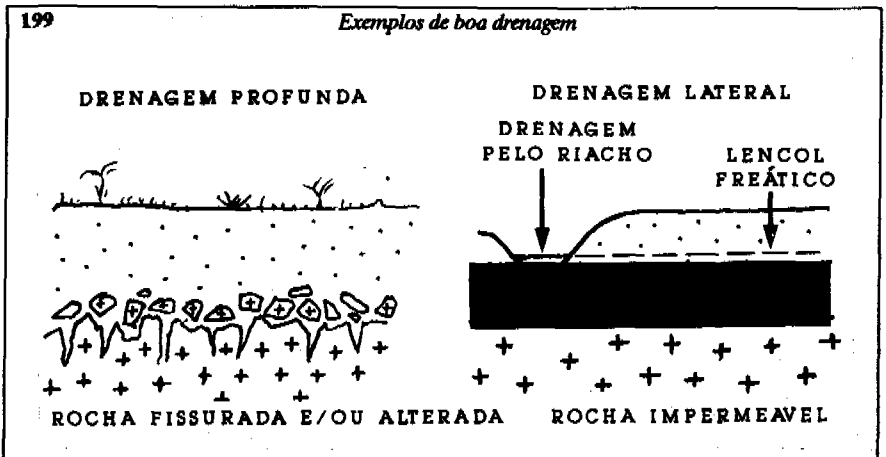 199
Exemplos de boa drenagem
DRENAGEM PROFUNDA
DRENAGEM LATERAL
DRENAGEM
PELO RIACHO
LENCOL
FREÁTICO
ROCHA FISSURADA E/OU ALTERADA
ROCHA IMPERMEAVEL